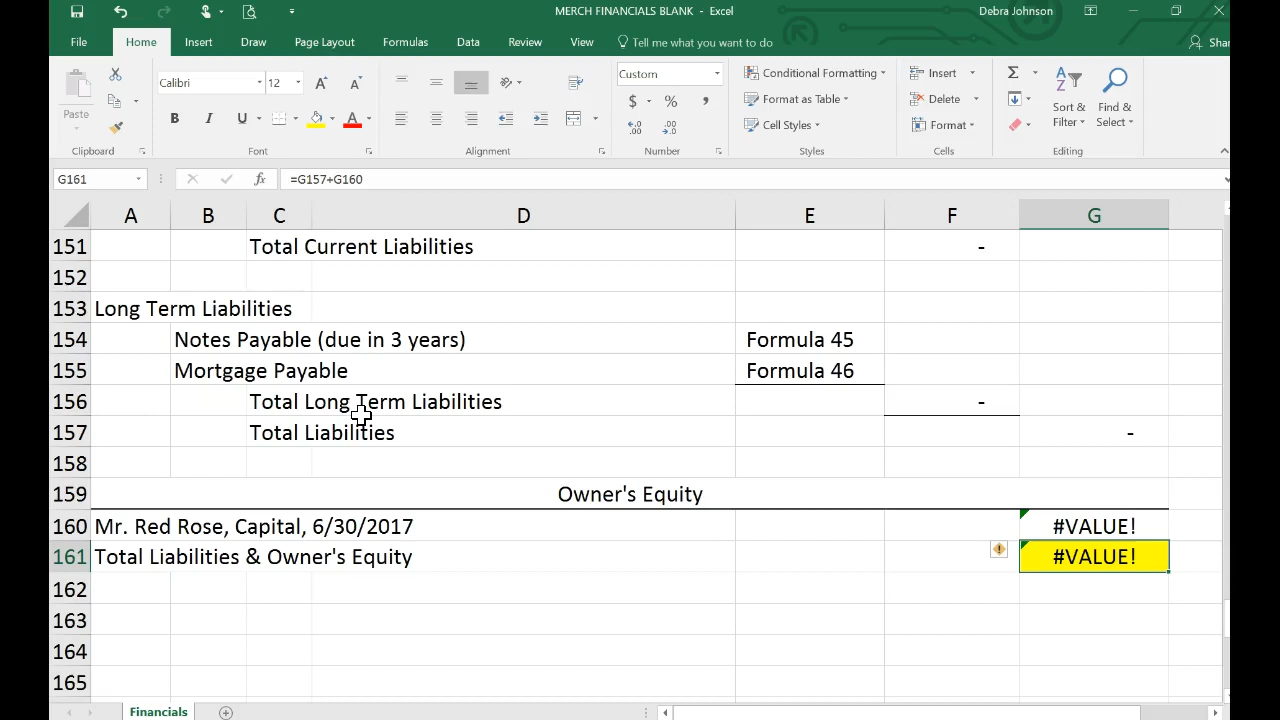 MERCH FINANCIALS BLANK - Excel
Debra Johnson
File Home Insert Draw Page Layout Formulas Data Review View Tell me what you want to do Shar
Calibri 12 Custom Conditional Formatting Insert Σ
Paste $ % , Format as Table Delete Sort & Find &
B I U A Cell Styles Format Filter Select
Clipboard Font Alignment Number Styles Cells Editing
G161 fx =G157+G160
A B C D E F G
151 Total Current Liabilities -
152
153 Long Term Liabilities
154 Notes Payable (due in 3 years) Formula 45
155 Mortgage Payable Formula 46
156 Total Long Term Liabilities -
157 Total Liabilities -
158
159 Owner's Equity
160 Mr. Red Rose, Capital, 6/30/2017 #VALUE!
161 Total Liabilities & Owner's Equity #VALUE!
162
163
164
165
Financials